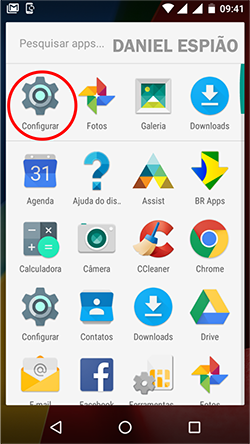 09:41
Pesquisar apps... DANIEL ESPIÃO
Configurar Fotos Galeria Downloads
31
Agenda Ajuda do dis.. Assist BR Apps
Calculadora Câmera CCleaner Chrome
Configurar Contatos Downloads Drive
E-mail Facebook Ferramentas Fotos